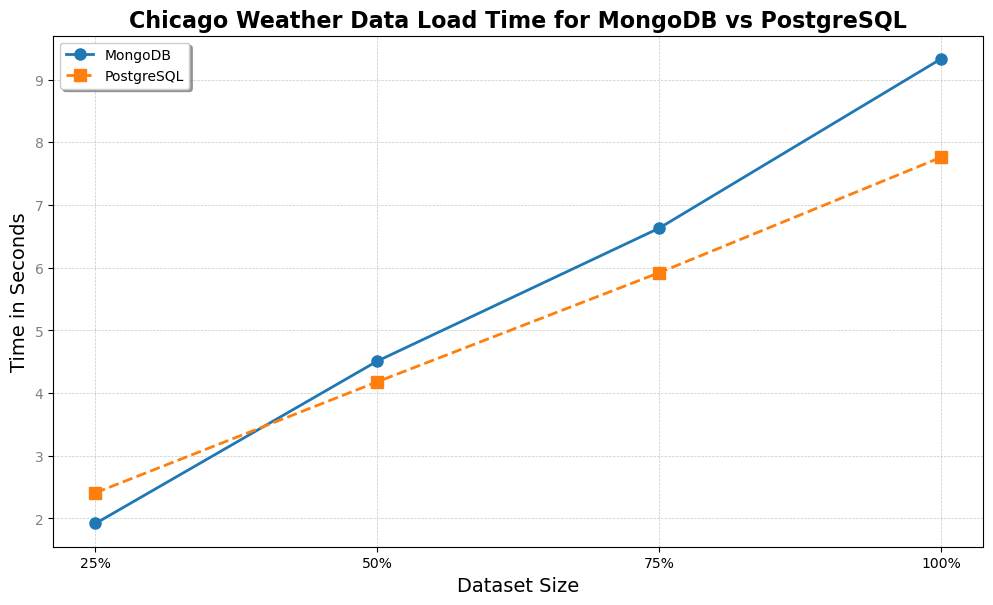 Chicago Weather Data Load Time for MongoDB vs PostgreSQL
MongoDB
PostgreSQL
Time in Seconds
9
8
7
6
5
4
3
2
25% 50% 75% 100%
Dataset Size